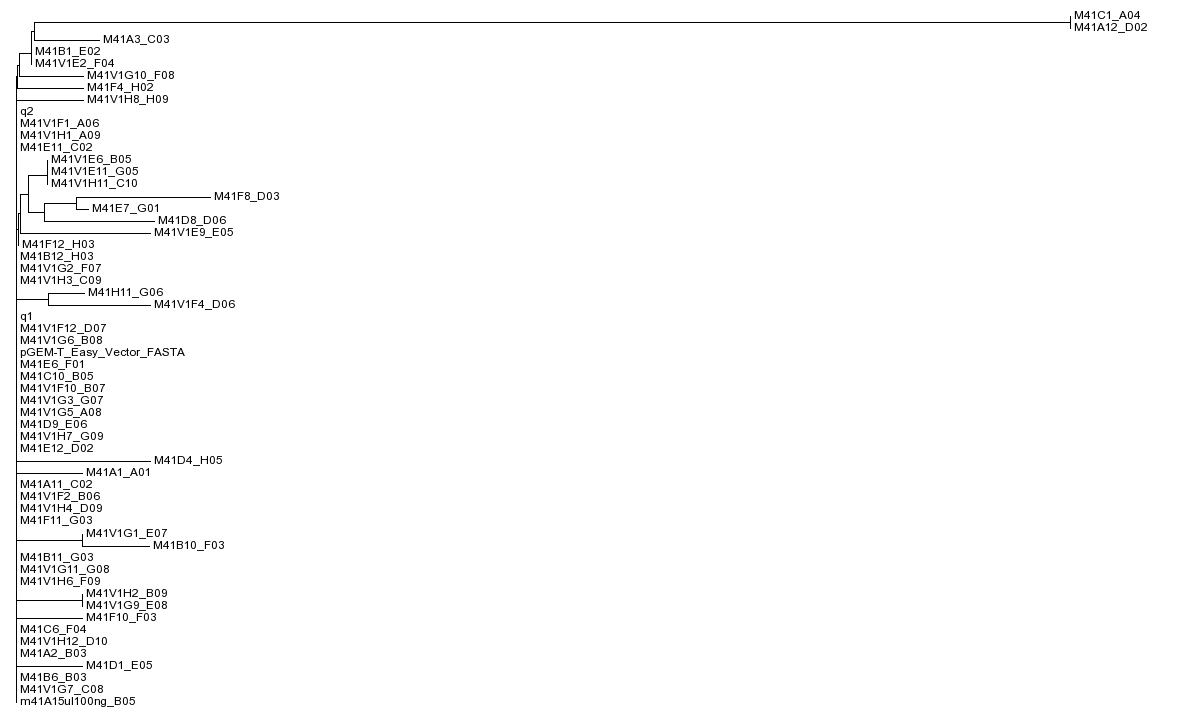 M41C1_A04
M41A12_D02
M41A3_C03
M41B1_E02
M41V1E2_F04
M41V1G10_F08
M41F4_H02
M41V1H8_H09
q2
M41V1F1_A06
M41V1H1_A09
M41E11_C02
M41V1E6_B05
M41V1E11_G05
M41V1H11_C10
M41F8_D03
M41E7_G01
M41D8_D06
M41V1E9_E05
M41F12_H03
M41B12_H03
M41V1G2_F07
M41V1H3_C09
M41H11_G06
M41V1F4_D06
q1
M41V1F12_D07
M41V1G6_B08
pGEM-T_Easy_Vector_FASTA
M41E6_F01
M41C10_B05
M41V1F10_B07
M41V1G3_G07
M41V1G5_A08
M41D9_E06
M41V1H7_G09
M41E12_D02
M41D4_H05
M41A1_A01
M41A11_C02
M41V1F2_B06
M41V1H4_D09
M41F11_G03
M41V1G1_E07
M41B10_F03
M41B11_G03
M41V1G11_G08
M41V1H6_F09
M41V1H2_B09
M41V1G9_E08
M41F10_F03
M41C6_F04
M41V1H12_D10
M41A2_B03
M41D1_E05
M41B6_B03
M41V1G7_C08
m41A15ul100ng_B05